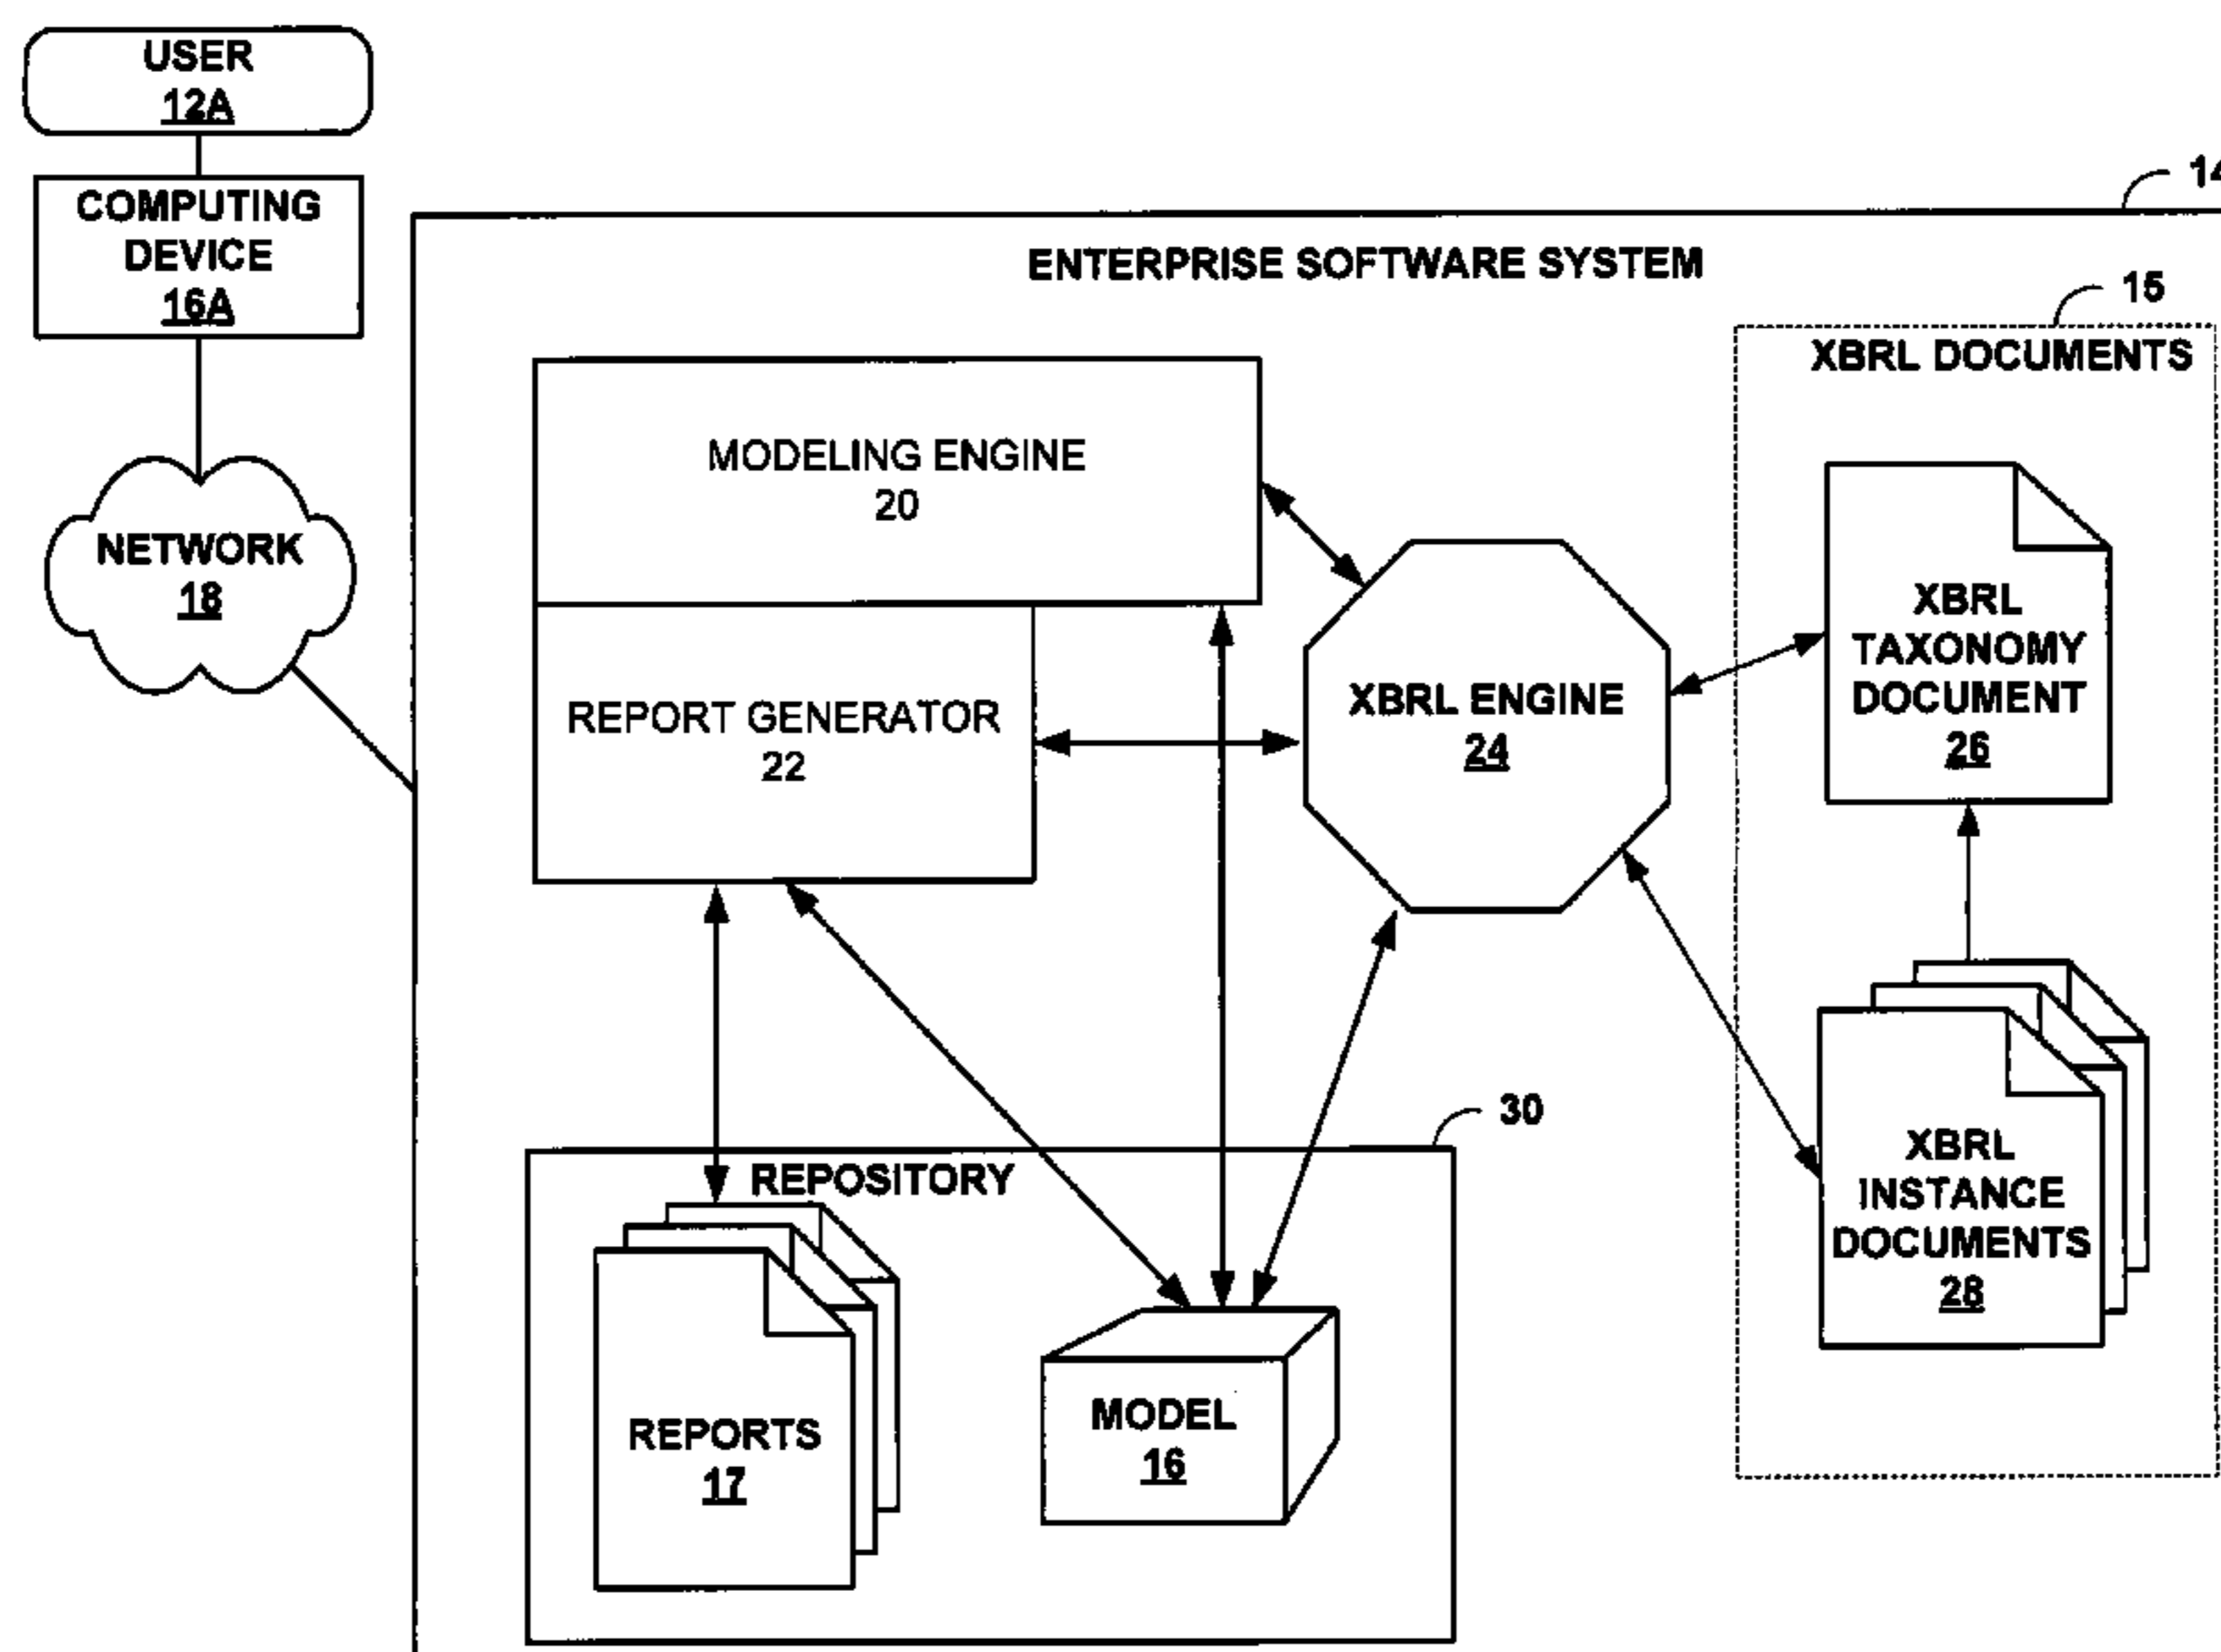 USER
12A
COMPUTING
DEVICE
16A
NETWORK
18
14
ENTERPRISE SOFTWARE SYSTEM
15
XBRL DOCUMENTS
MODELING ENGINE
20
REPORT GENERATOR
22
XBRL ENGINE
24
XBRL
TAXONOMY
DOCUMENT
26
XBRL
INSTANCE
DOCUMENTS
28
30
REPOSITORY
REPORTS
17
MODEL
16